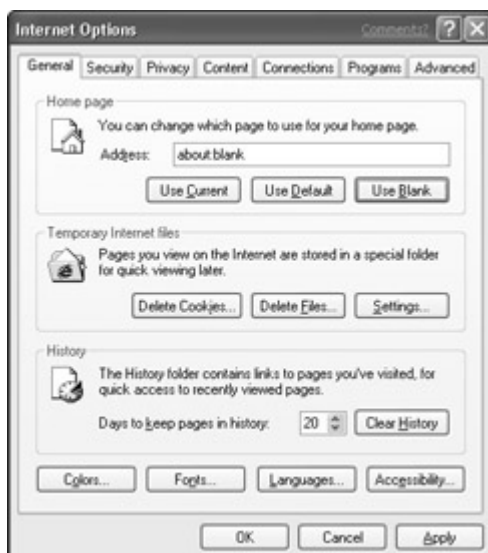 Internet Options Comments? ? X
General Security Privacy Content Connections Programs Advanced
Home page
You can change which page to use for your home page.
Address: about:blank
Use Current Use Default Use Blank
Temporary Internet files
Pages you view on the Internet are stored in a special folder
for quick viewing later.
Delete Cookies... Delete Files... Settings...
History
The History folder contains links to pages you've visited, for
quick access to recently viewed pages.
Days to keep pages in history: 20 Clear History
Colors... Fonts... Languages... Accessibility...
OK Cancel Apply